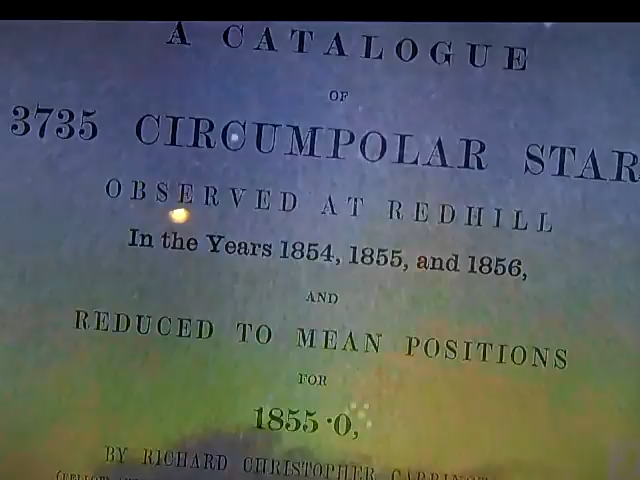 A CATALOGUE
OF
3735 CIRCUMPOLAR STAR
OBSERVED AT REDHILL
In the Years 1854, 1855, and 1856,
AND
REDUCED TO MEAN POSITIONS
FOR
1855·0,
BY RICHARD CHRISTOPHER